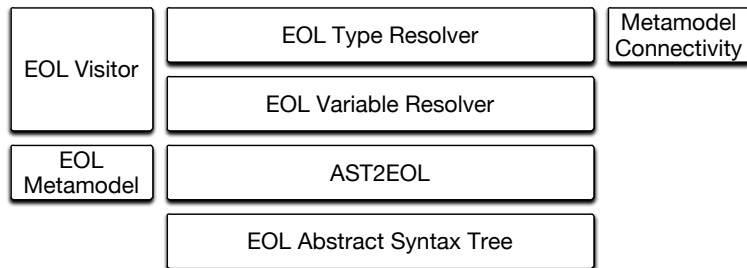 EOL Visitor
EOL Type Resolver
Metamodel
Connectivity
EOL Variable Resolver
EOL
Metamodel
AST2EOL
EOL Abstract Syntax Tree